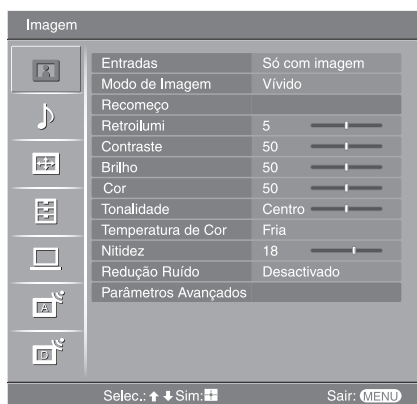 Imagem
Entradas Só com imagem
Modo de Imagem Vívido
Recomeço
Retroilumi 5
Contraste 50
Brilho 50
Cor 50
Tonalidade Centro
Temperatura de Cor Fria
Nitidez 18
Redução Ruído Desactivado
Parâmetros Avançados
A
D
Selec.: Sim: Sair: MENU